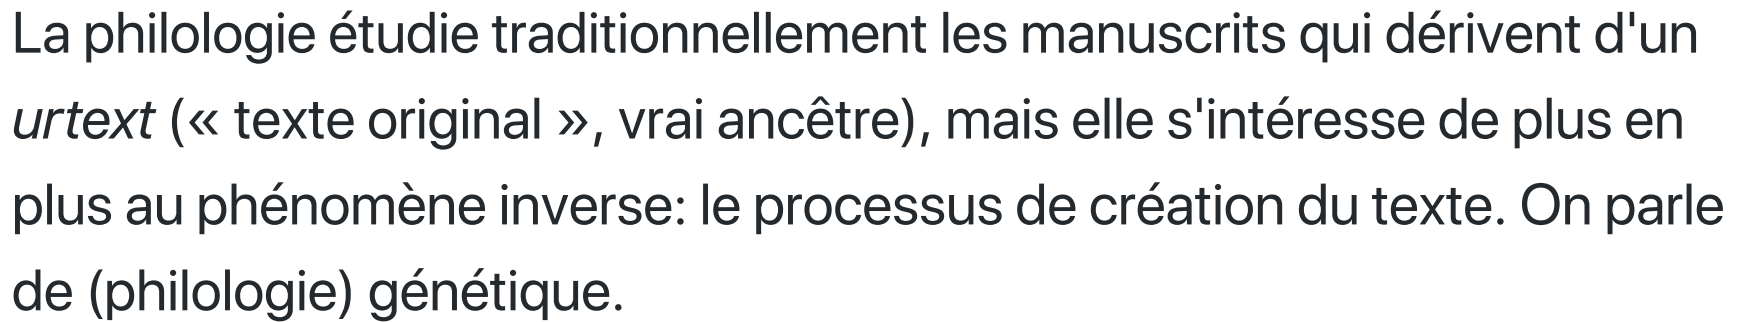 La philologie étudie traditionnellement les manuscrits qui dérivent d'un
urtext (« texte original », vrai ancêtre), mais elle s'intéresse de plus en
plus au phénomène inverse: le processus de création du texte. On parle
de (philologie) génétique.